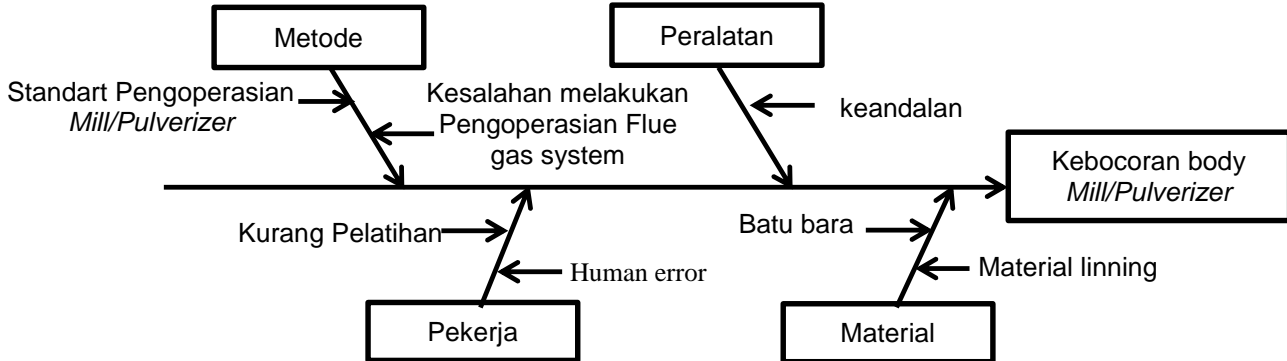 Metode
Peralatan
Standart Pengoperasian
Mill/Pulverizer
Kesalahan melakukan
Pengoperasian Flue
gas system
keandalan
Kebocoran body
Mill/Pulverizer
Kurang Pelatihan
Human error
Batu bara
Material linning
Pekerja
Material